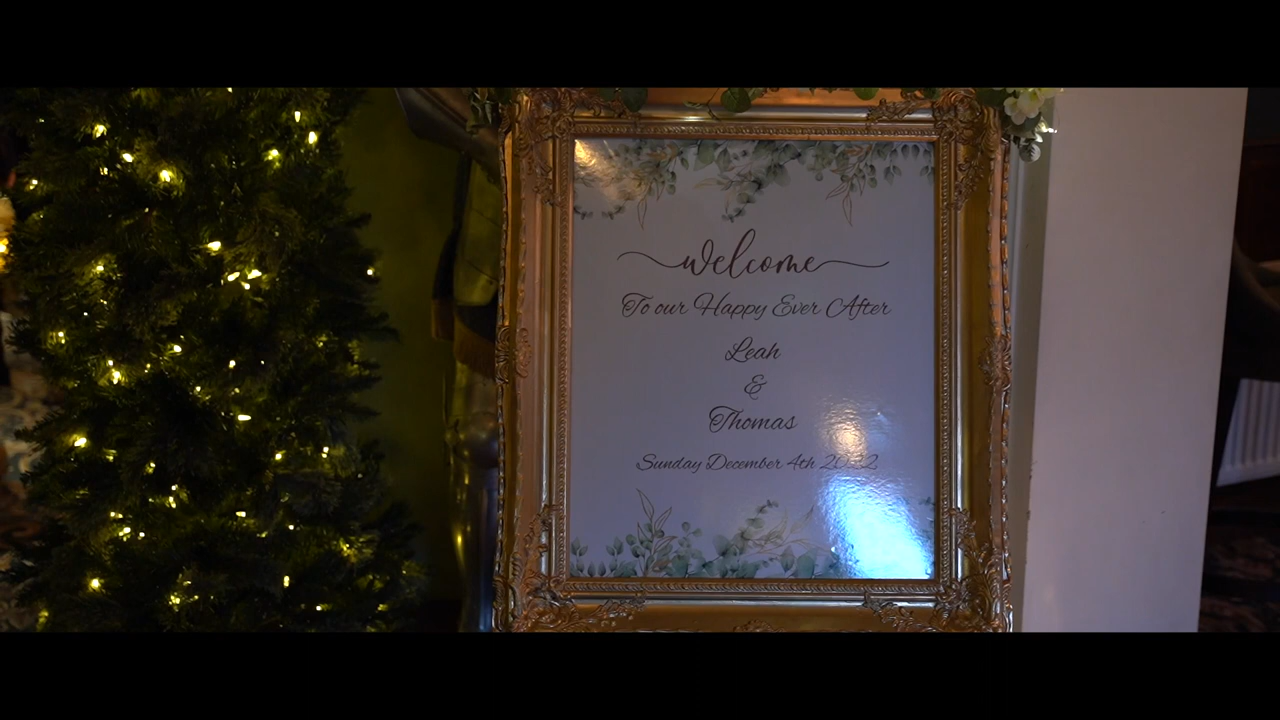 welcome
To our Happy Ever After
Leah
&
Thomas
Sunday December 4th 2022